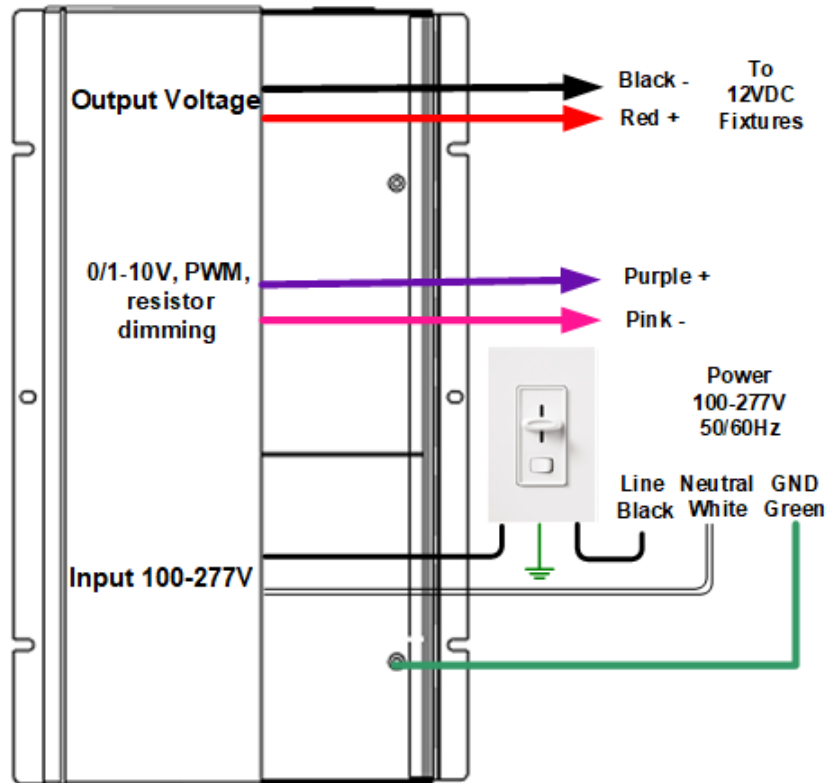 Output Voltage
Black -
Red +
To
12VDC
Fixtures
0/1-10V, PWM,
resistor
dimming
Purple +
Pink -
Power
100-277V
50/60Hz
Line Neutral GND
Black White Green
Input 100-277V